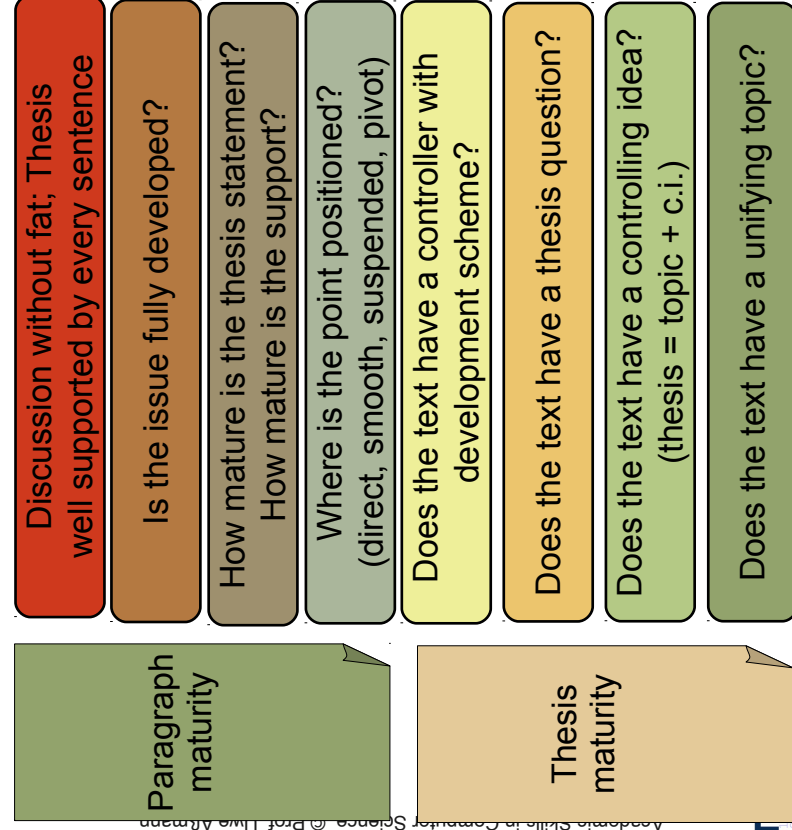 Paragraph
maturity
Discussion without fat; Thesis
well supported by every sentence
Is the issue fully developed?
How mature is the thesis statement?
How mature is the support?
Where is the point positioned?
(direct, smooth, suspended, pivot)
Thesis
maturity
Does the text have a controller with
development scheme?
Does the text have a thesis question?
Does the text have a controlling idea?
(thesis = topic + c.i.)
Does the text have a unifying topic?
Academic Skills in Computer Science © Prof. Uwe Aßmann